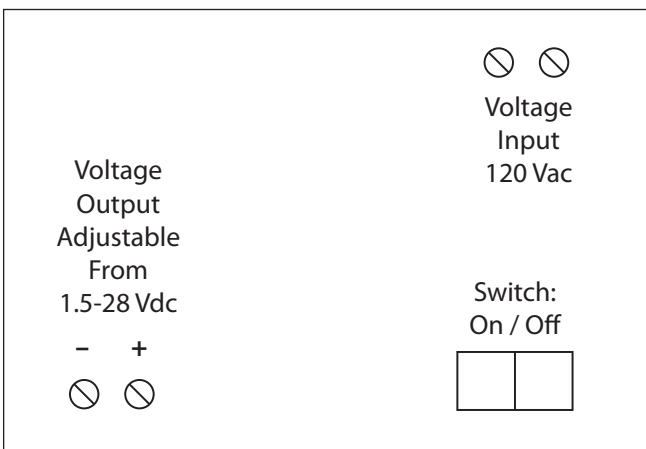 Voltage
Input
120 Vac
Voltage
Output
Adjustable
From
1.5-28 Vdc
– +
Switch:
On / Off